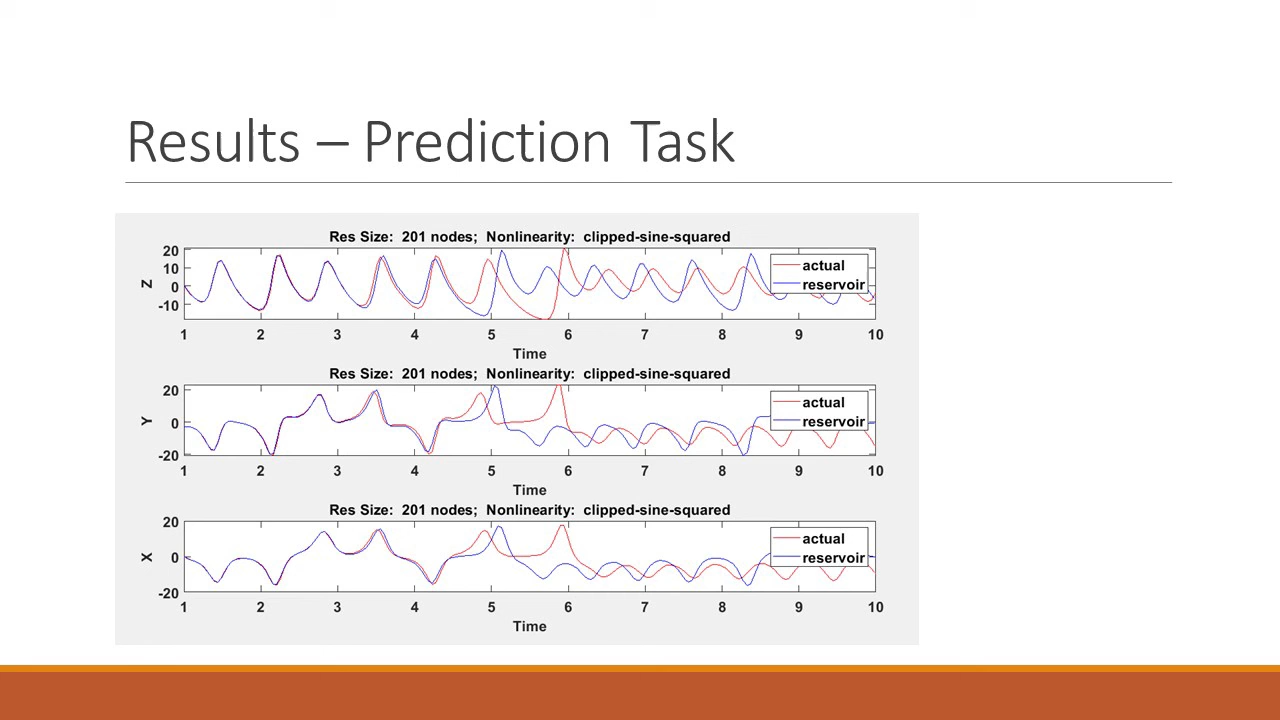 Results – Prediction Task
Res Size: 201 nodes; Nonlinearity: clipped-sine-squared
20
10
0
-10
Z
actual
reservoir
1 2 3 4 5 6 7 8 9 10
Time
Res Size: 201 nodes; Nonlinearity: clipped-sine-squared
20
0
-20
Y
actual
reservoir
1 2 3 4 5 6 7 8 9 10
Time
Res Size: 201 nodes; Nonlinearity: clipped-sine-squared
20
0
-20
X
actual
reservoir
1 2 3 4 5 6 7 8 9 10
Time